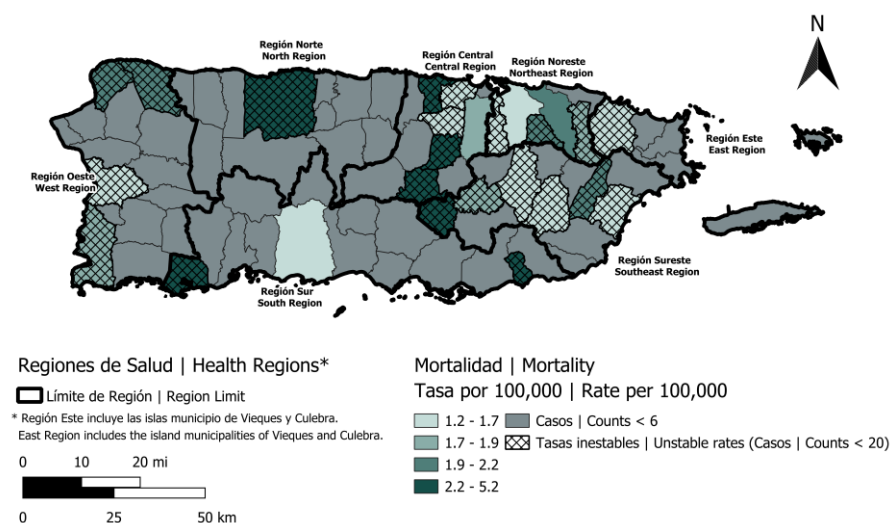 N
Región Norte
North Region
Región Central
Central Region
Región Noreste
Northeast Region
Región Este
East Region
Región Oeste
West Region
Región Sureste
Southeast Region
Región Sur
South Region
Regiones de Salud | Health Regions*
Límite de Región | Region Limit
* Región Este incluye las islas municipio de Vieques y Culebra.
East Region includes the island municipalities of Vieques and Culebra.
0 10 20 mi
0 25 50 km
Mortalidad | Mortality
Tasa por 100,000 | Rate per 100,000
1.2 - 1.7 Casos | Counts < 6
1.7 - 1.9 Tasas inestables | Unstable rates (Casos | Counts < 20)
1.9 - 2.2
2.2 - 5.2